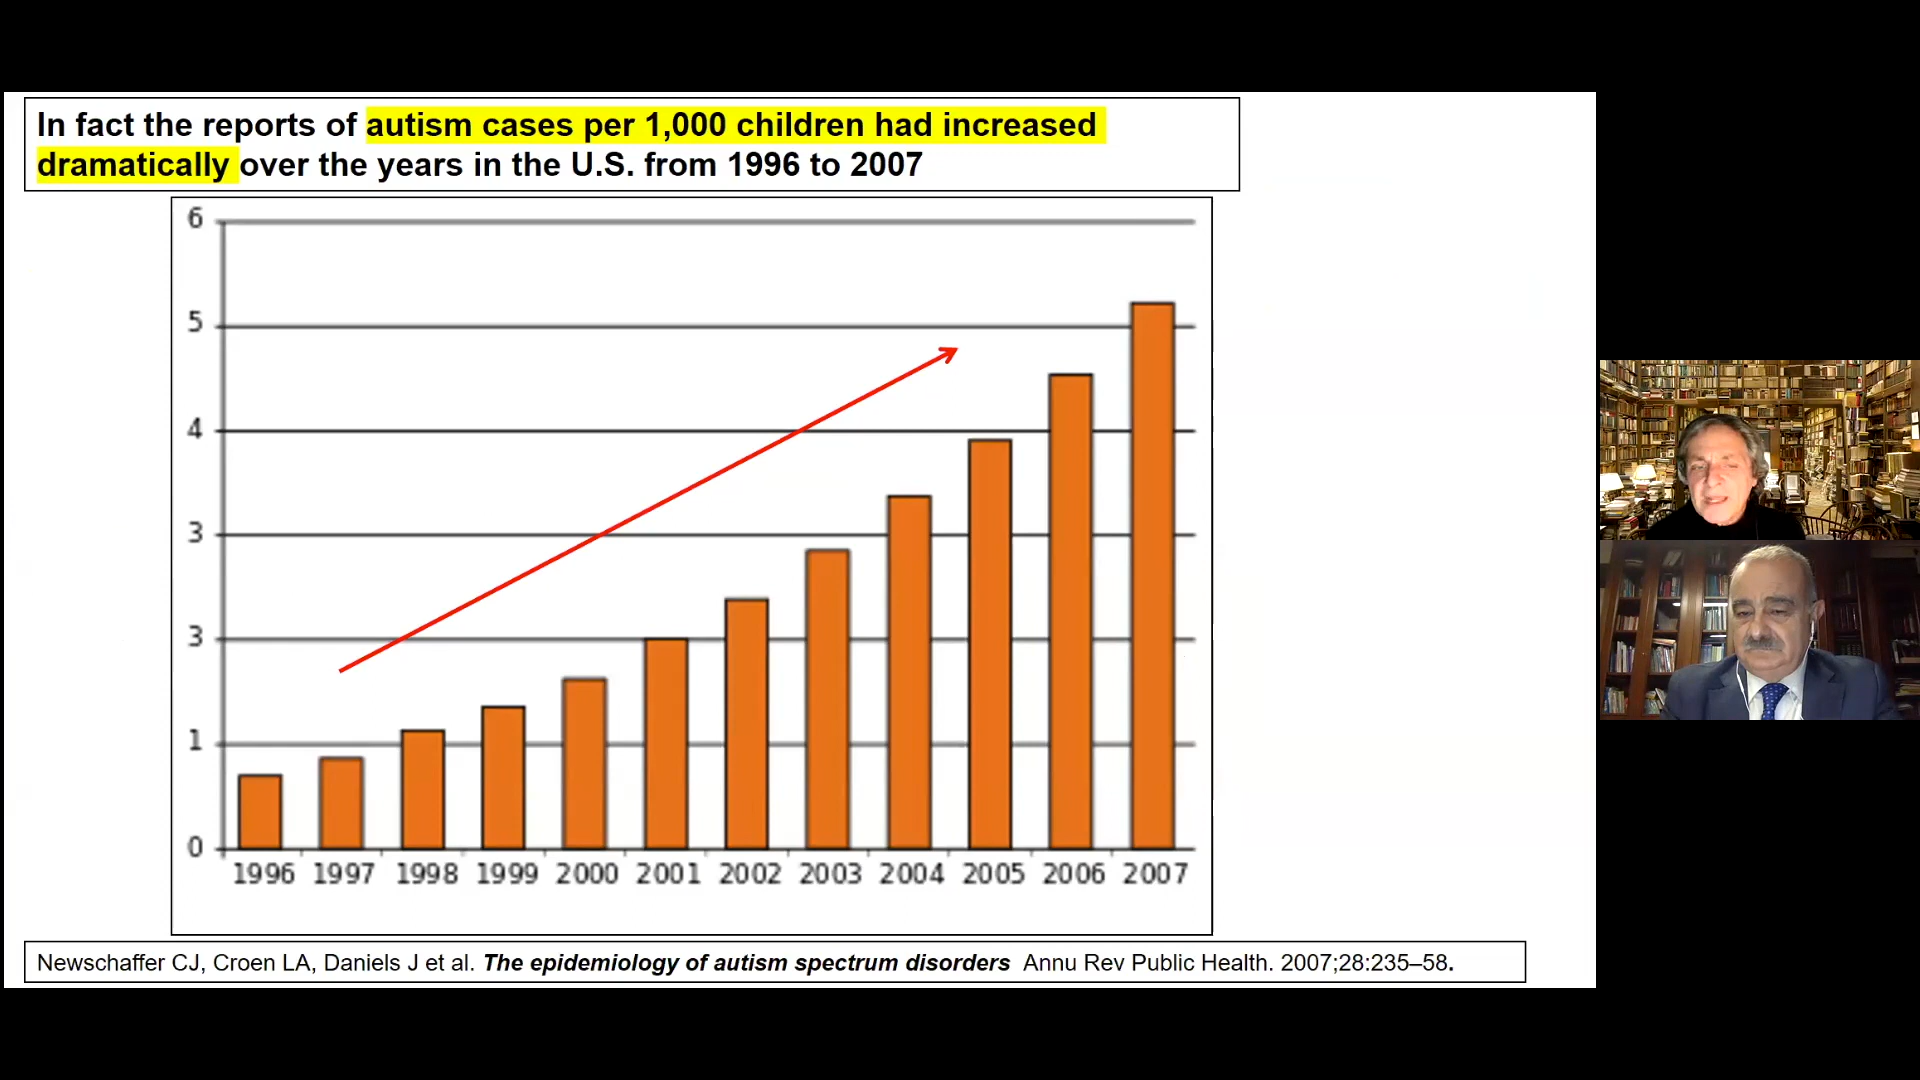 In fact the reports of autism cases per 1,000 children had increased
dramatically over the years in the U.S. from 1996 to 2007
6
5
4
3
3
1
0
1996 1997 1998 1999 2000 2001 2002 2003 2004 2005 2006 2007
Newschaffer CJ, Croen LA, Daniels J et al. The epidemiology of autism spectrum disorders Annu Rev Public Health. 2007;28:235–58.